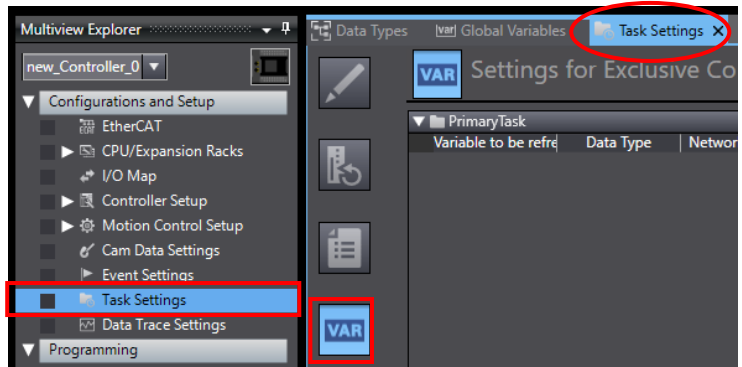 Multiview Explorer
new_Controller_0
Configurations and Setup
EtherCAT
CPU/Expansion Racks
I/O Map
Controller Setup
Motion Control Setup
Cam Data Settings
Event Settings
Task Settings
Data Trace Settings
Programming
Data Types
var Global Variables
Task Settings
VAR Settings for Exclusive Co
PrimaryTask
Variable to be refre Data Type Networ
VAR